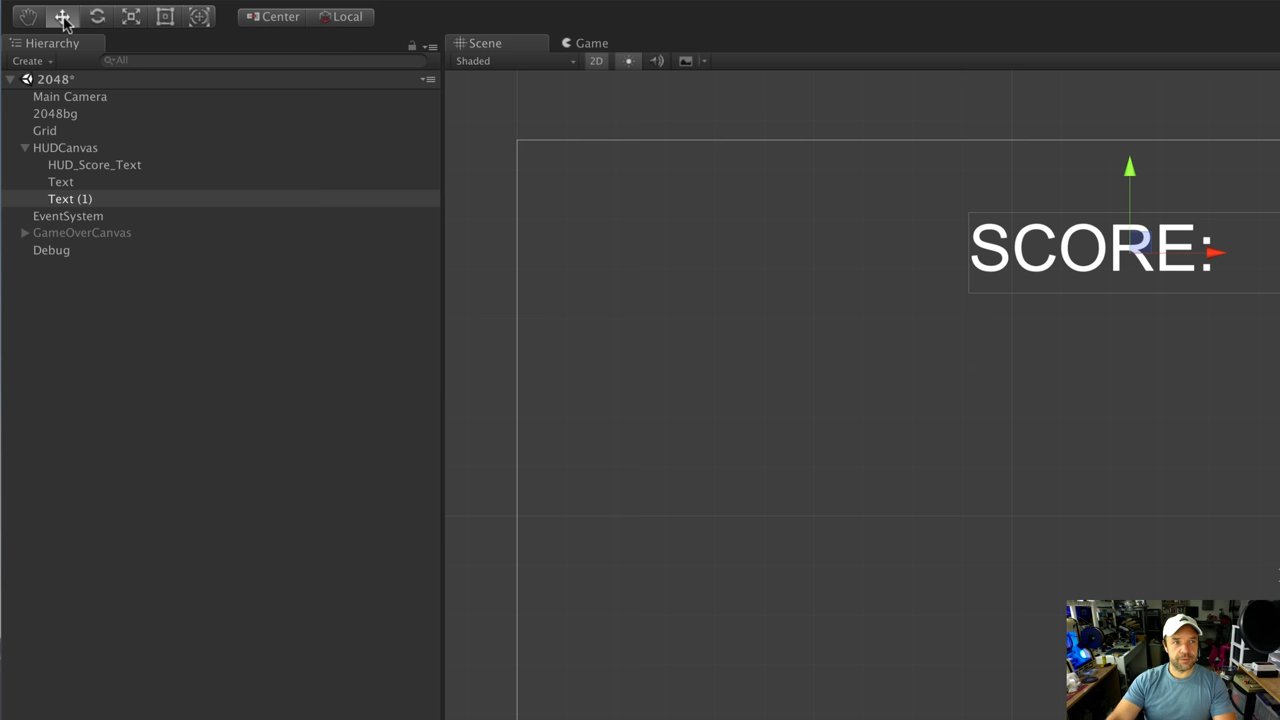 Center Local
Hierarchy
Scene
Game
Create
All
Shaded
2D
2048*
Main Camera
2048bg
Grid
HUDCanvas
HUD_Score_Text
Text
Text (1)
EventSystem
GameOverCanvas
Debug
SCORE: